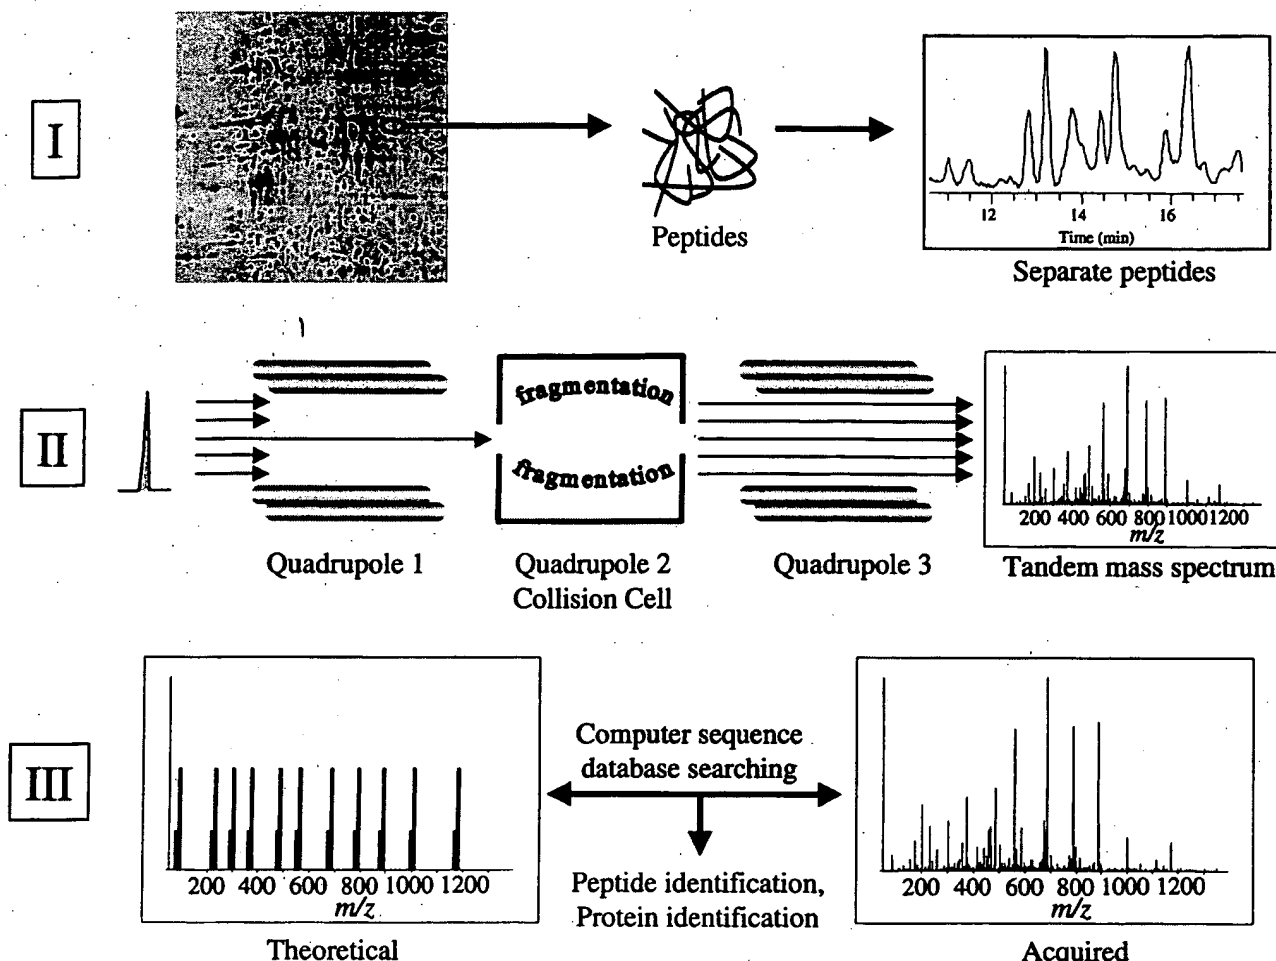 I
Peptides
12 14 16
Time (min)
Separate peptides
II
fragmentation
fragmentation
Quadrupole 1
Quadrupole 2
Collision Cell
Quadrupole 3
200 400 600 800 1000 1200
m/z
Tandem mass spectrum
III
200 400 600 800 1000 1200
m/z
Theoretical
Computer sequence
database searching
Peptide identification,
Protein identification
200 400 600 800 1000 1200
m/z
Acquired